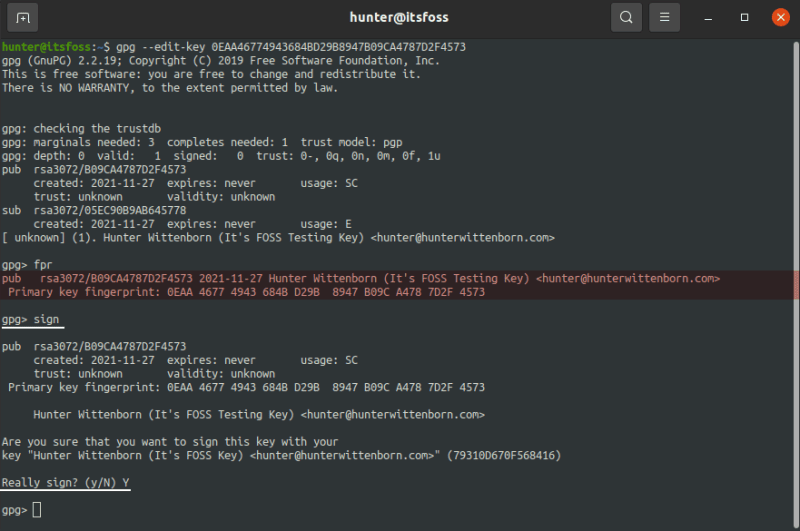 hunter@itsfoss
hunter@itsfoss:~$ gpg --edit-key 0EAA46774943684BD29B8947B09CA4787D2F4573
gpg (GnuPG) 2.2.19; Copyright (C) 2019 Free Software Foundation, Inc.
This is free software: you are free to change and redistribute it.
There is NO WARRANTY, to the extent permitted by law.
gpg: checking the trustdb
gpg: marginals needed: 3  completes needed: 1  trust model: pgp
gpg: depth: 0  valid:   1  signed:   0  trust: 0-, 0q, 0n, 0m, 0f, 1u
pub  rsa3072/B09CA4787D2F4573
     created: 2021-11-27  expires: never       usage: SC
     trust: unknown       validity: unknown
sub  rsa3072/05EC90B9AB645778
     created: 2021-11-27  expires: never       usage: E
[ unknown] (1). Hunter Wittenborn (It's FOSS Testing Key) <hunter@hunterwittenborn.com>
gpg> fpr
pub   rsa3072/B09CA4787D2F4573 2021-11-27 Hunter Wittenborn (It's FOSS Testing Key) <hunter@hunterwittenborn.com>
 Primary key fingerprint: 0EAA 4677 4943 684B D29B  8947 B09C A478 7D2F 4573
gpg> sign
pub  rsa3072/B09CA4787D2F4573
     created: 2021-11-27  expires: never       usage: SC
     trust: unknown       validity: unknown
 Primary key fingerprint: 0EAA 4677 4943 684B D29B  8947 B09C A478 7D2F 4573
     Hunter Wittenborn (It's FOSS Testing Key) <hunter@hunterwittenborn.com>
Are you sure that you want to sign this key with your
key "Hunter Wittenborn (It's FOSS Key) <hunter@hunterwittenborn.com>" (79310D670F568416)
Really sign? (y/N) Y
gpg>